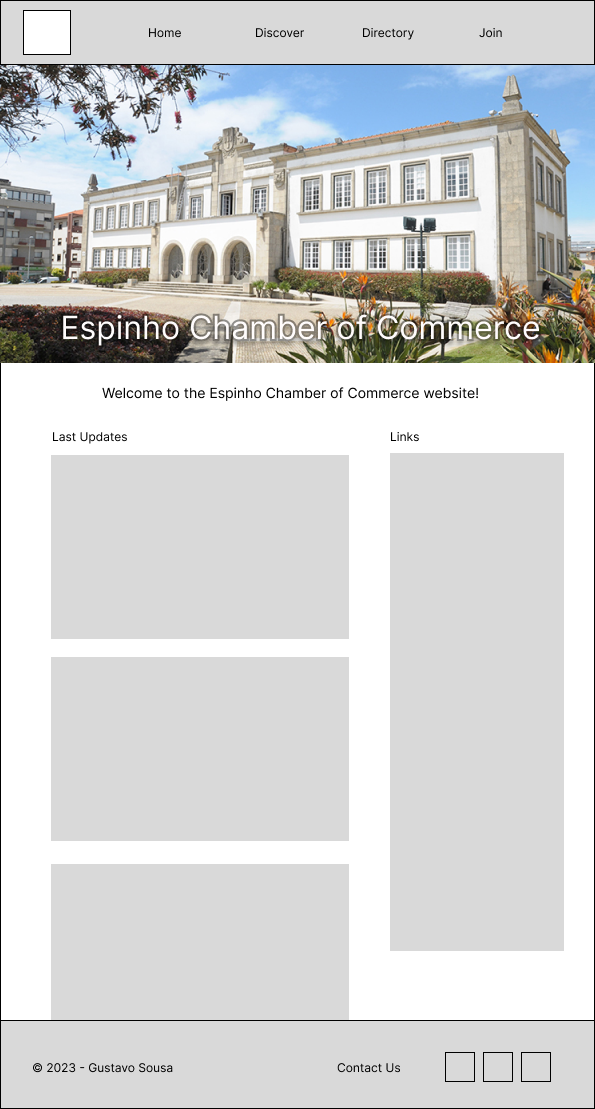 Home
Discover
Directory
Join
Espinho Chamber of Commerce
Welcome to the Espinho Chamber of Commerce website!
Last Updates
Links
© 2023 - Gustavo Sousa
Contact Us